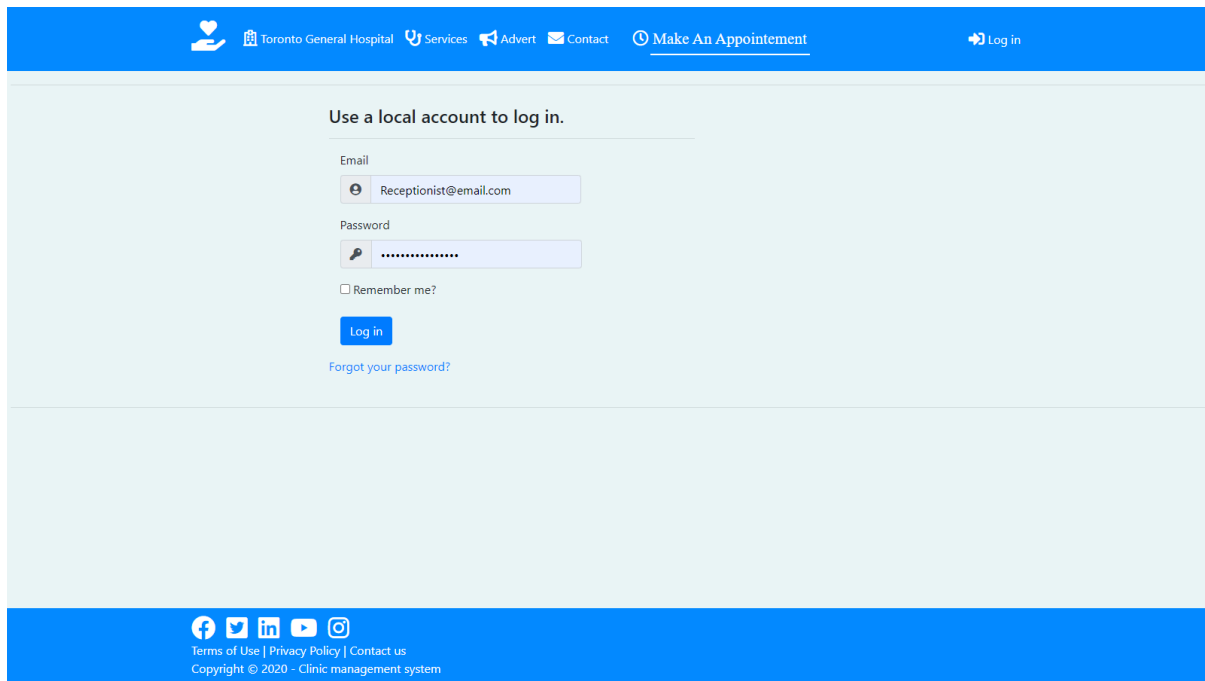 Toronto General Hospital Services Advert Contact Make An Appointement Log in
Use a local account to log in.
Email
Receptionist@email.com
Password
••••••••••••••••
Remember me?
Log in
Forgot your password?
Terms of Use | Privacy Policy | Contact us
Copyright © 2020 - Clinic management system